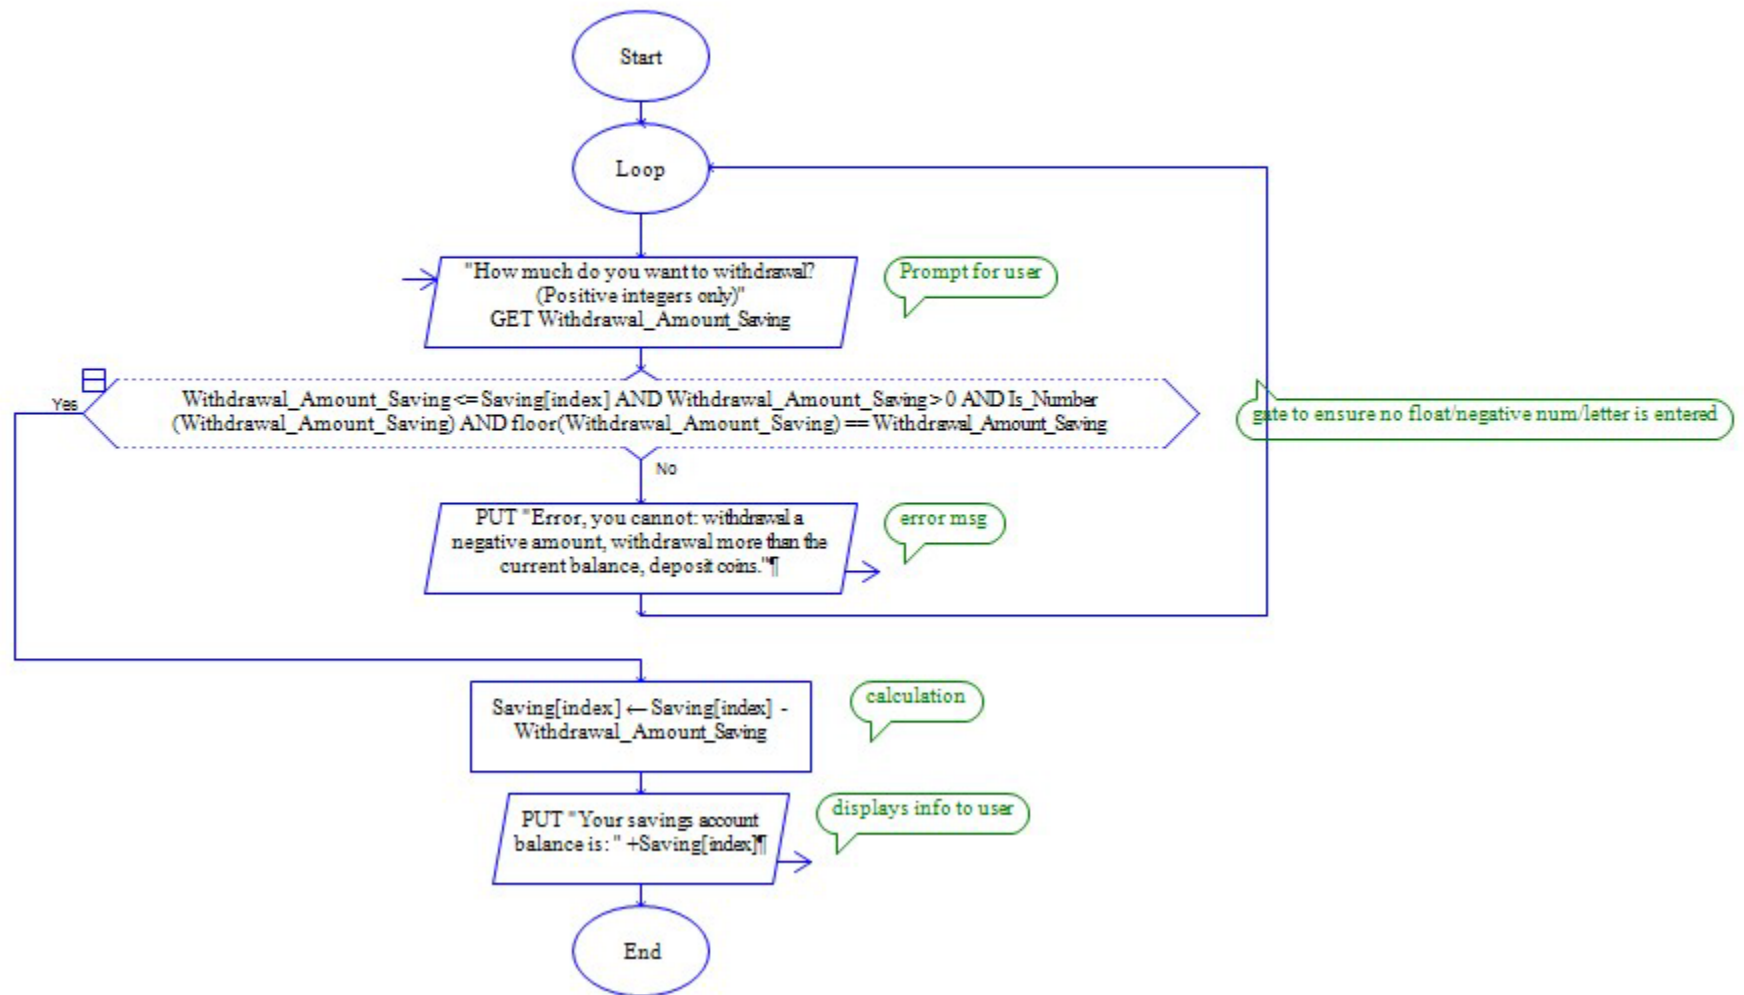 Start
Loop
"How much do you want to withdrawal?
(Positive integers only)"
GET Withdrawal_Amount_Saving
Prompt for user
Yes
Withdrawal_Amount_Saving <= Saving[index] AND Withdrawal_Amount_Saving > 0 AND Is_Number
(Withdrawal_Amount_Saving) AND floor(Withdrawal_Amount_Saving) == Withdrawal_Amount_Saving
gate to ensure no float/negative num/letter is entered
No
PUT "Error, you cannot: withdrawal a
negative amount, withdrawal more than the
current balance, deposit coins."¶
error msg
Saving[index] ← Saving[index] -
Withdrawal_Amount_Saving
calculation
PUT "Your savings account
balance is: " +Saving[index]¶
displays info to user
End